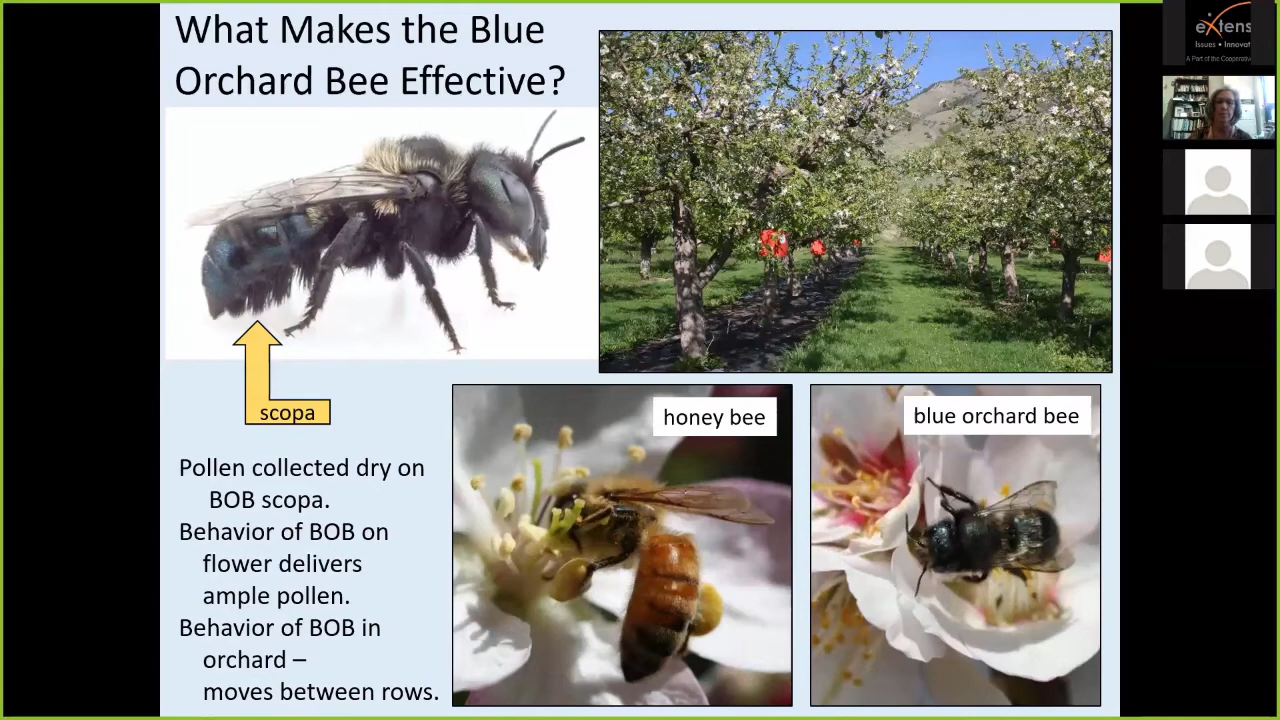 What Makes the Blue
Orchard Bee Effective?
scopa
Pollen collected dry on
BOB scopa.
Behavior of BOB on
flower delivers
ample pollen.
Behavior of BOB in
orchard –
moves between rows.
honey bee
blue orchard bee
eXtens
Issues • Innovat
A Part of the Cooperativ